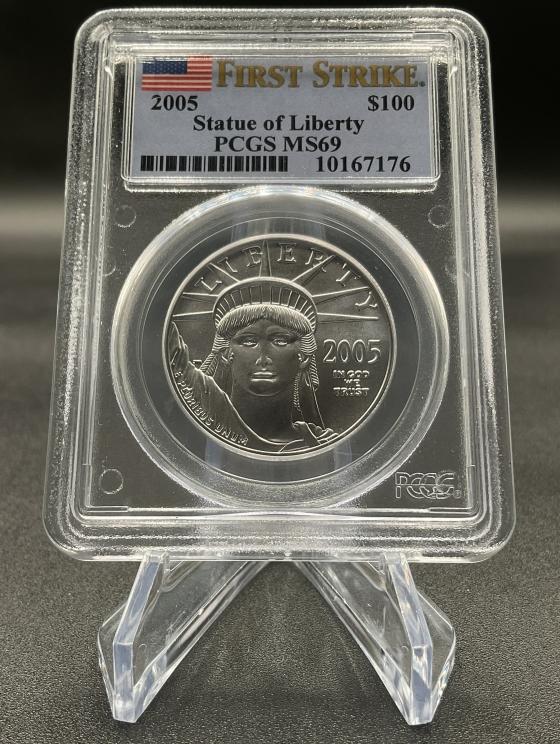 FIRST STRIKE®
2005 $100
Statue of Liberty
PCGS MS69
10167176
LIBERTY
2005
IN GOD
WE
TRUST
E PLURIBUS UNUM
PCGS®